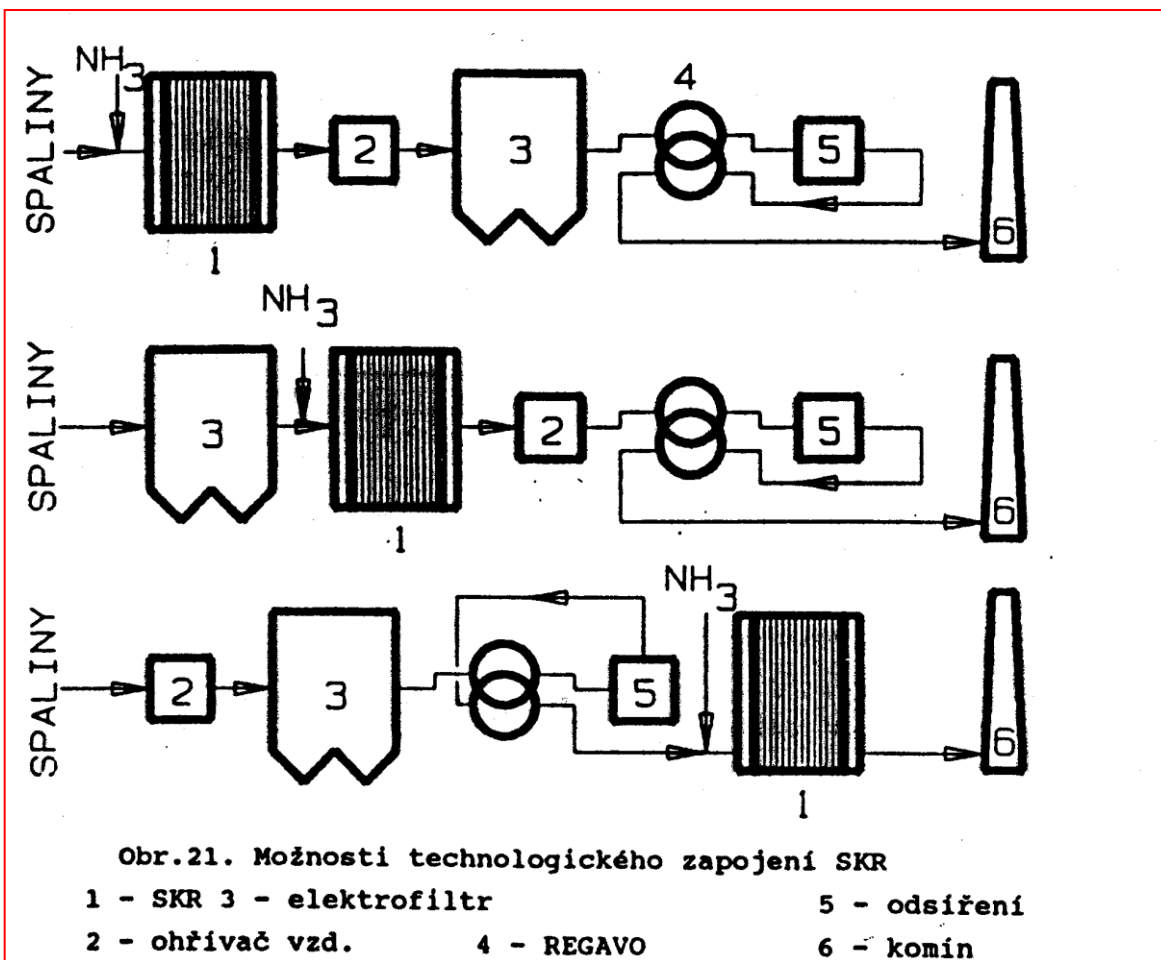 NH3
4
SPALINY
2
3
5
6
1
NH3
SPALINY
3
2
5
6
1
NH3
SPALINY
2
3
5
6
1
Obr.21. Možnosti technologického zapojení SKR
1 - SKR 3 - elektrofiltr 5 - odsíření
2 - ohřívač vzd. 4 - REGAVO 6 - komín